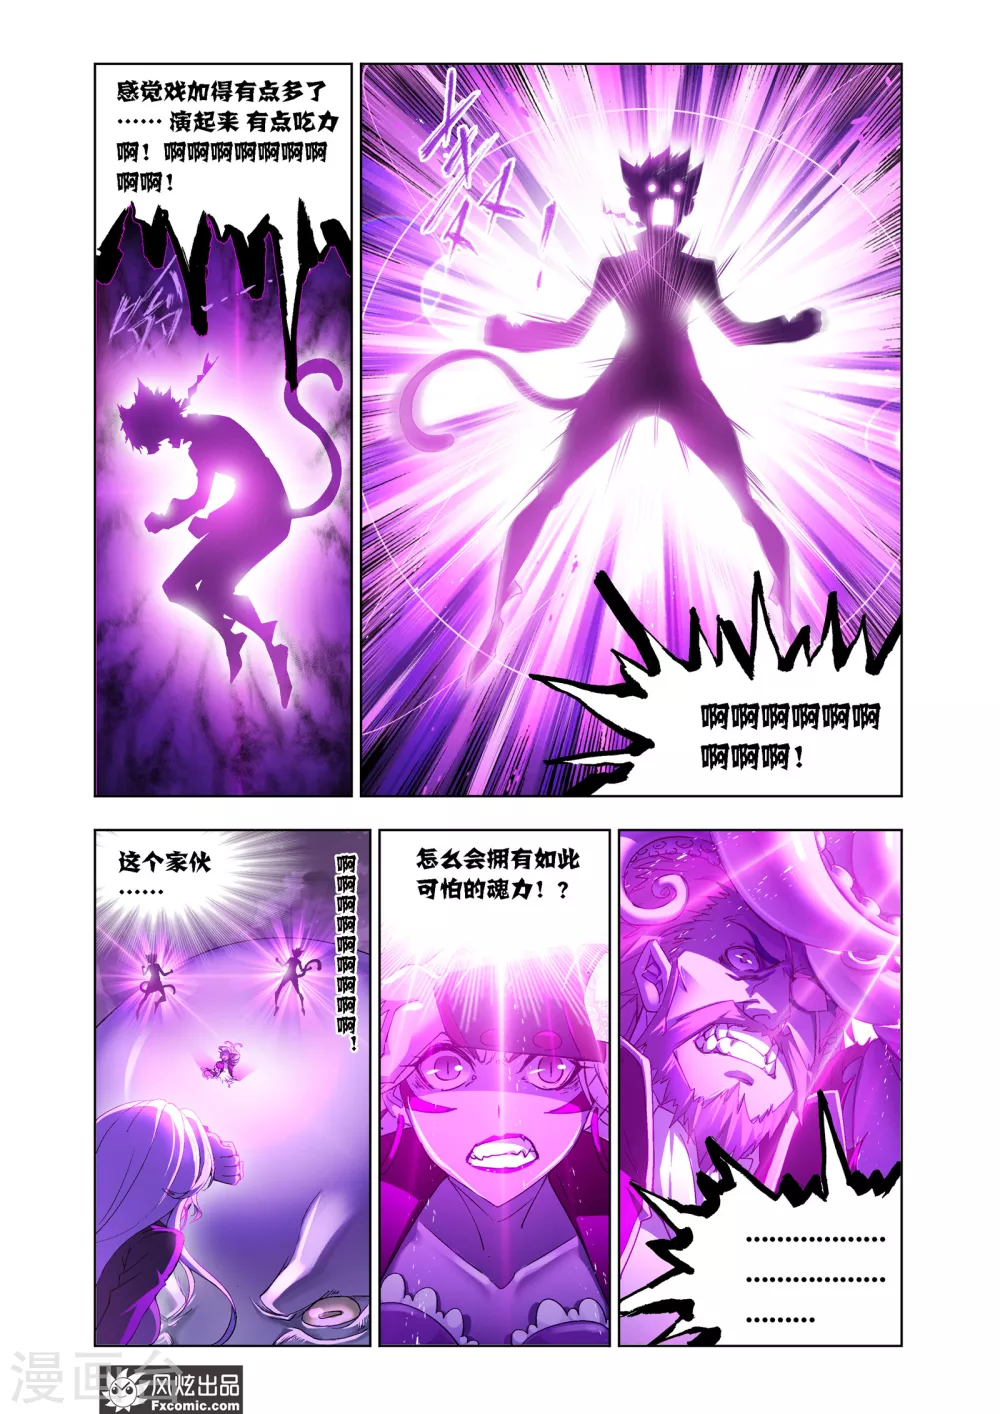 感觉戏加得有点多了
……演起来 有点吃力
啊！啊啊啊啊啊啊啊
啊啊！
啊啊啊啊啊啊
啊啊啊！
这个家伙
……
啊啊啊啊啊啊啊啊啊！
怎么会拥有如此
可怕的魂力！？
………………
………………
………
漫画台
风炫出品
Fxcomic.com